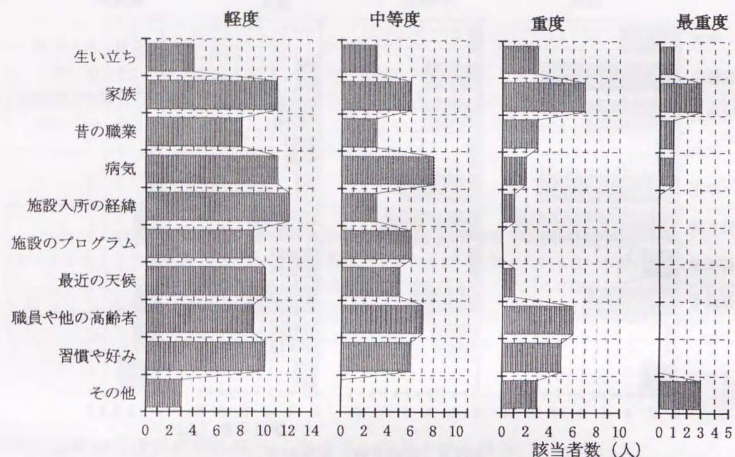 軽度 中等度 重度 最重度
生い立ち
家族
昔の職業
病気
施設入所の経緯
施設のプログラム
最近の天候
職員や他の高齢者
習慣や好み
その他
0 2 4 6 8 10 12 14 0 2 4 6 8 10 0 2 4 6 8 10 0 1 2 3 4 5
該当者数（人）